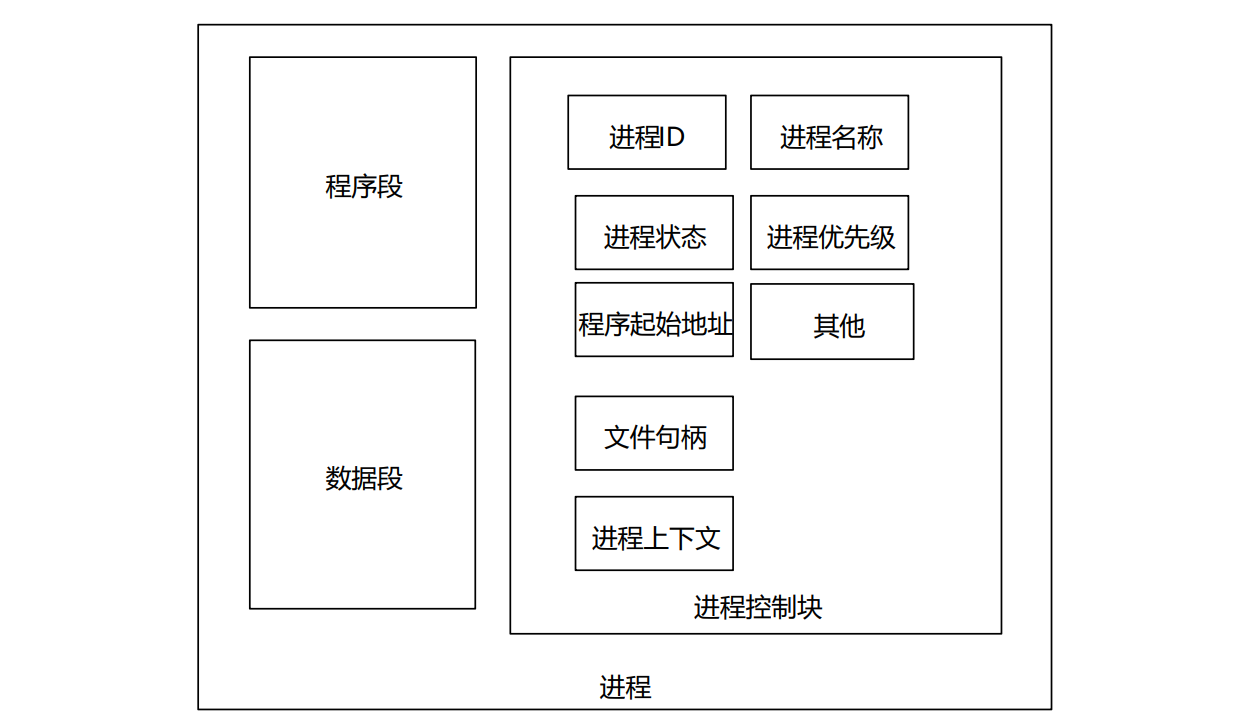 程序段
数据段
进程ID
进程名称
进程状态
进程优先级
程序起始地址
其他
文件句柄
进程上下文
进程控制块
进程